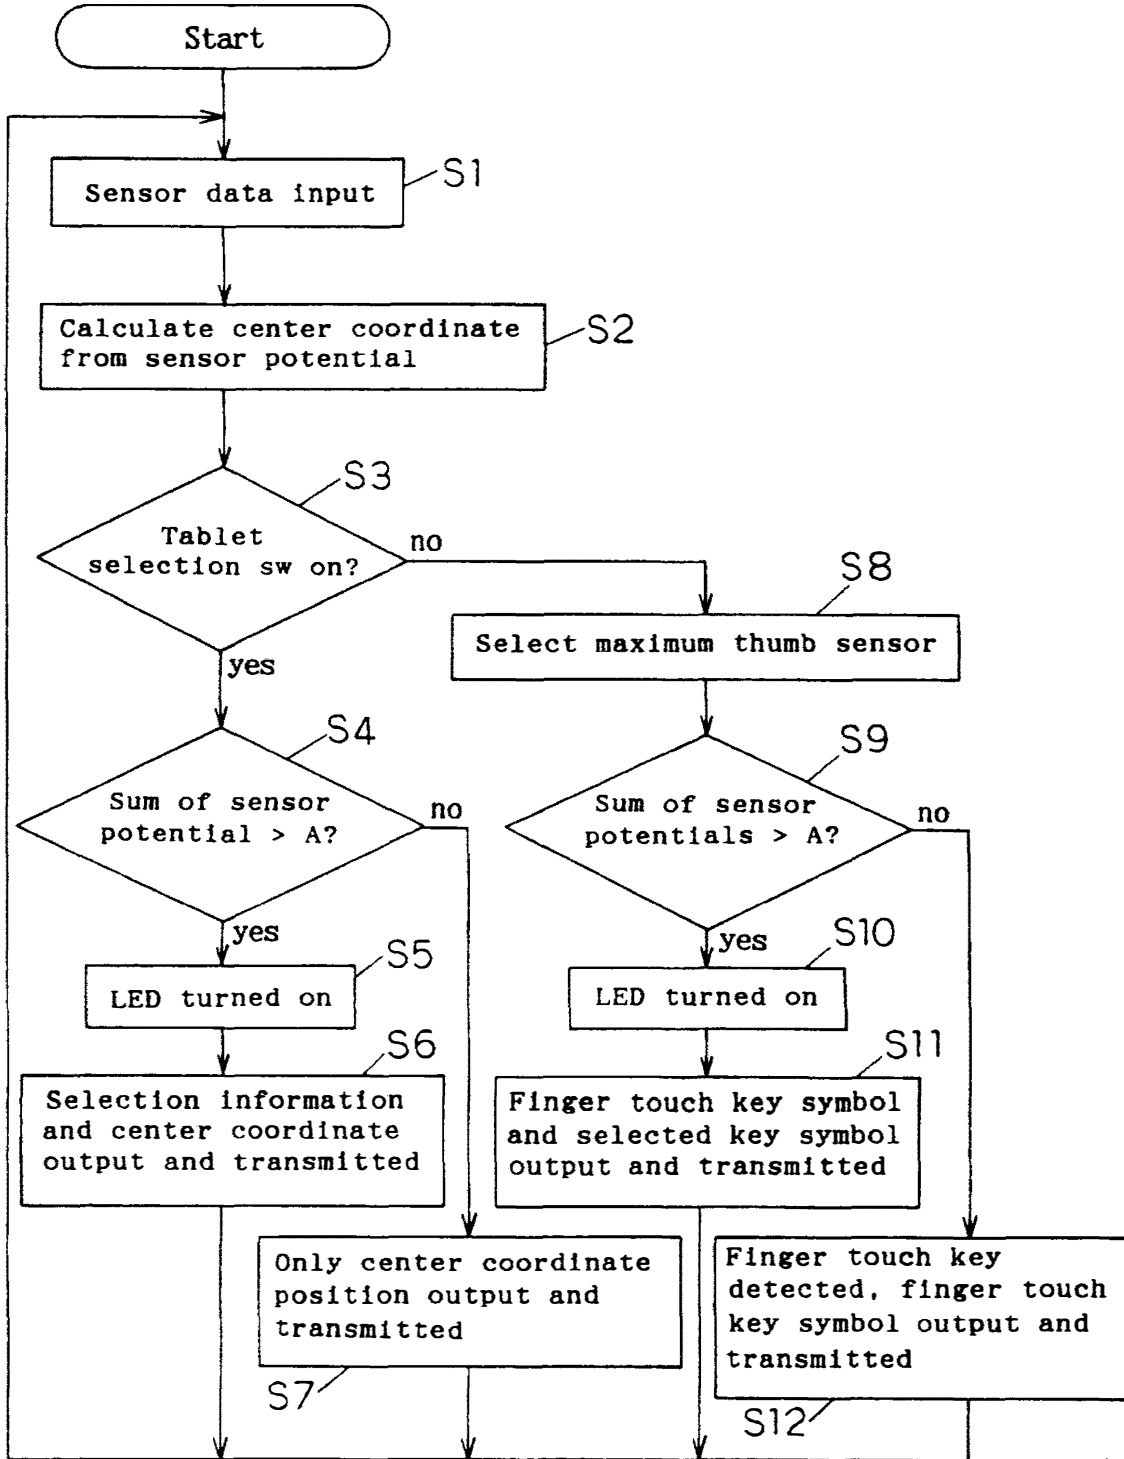 Start
Sensor data input
S1
Calculate center coordinate
from sensor potential
S2
S3
Tablet
selection sw on?
no
yes
S8
Select maximum thumb sensor
S4
Sum of sensor
potential > A?
no
yes
S9
Sum of sensor
potentials > A?
no
yes
S5
LED turned on
S10
LED turned on
S6
Selection information
and center coordinate
output and transmitted
S11
Finger touch key symbol
and selected key symbol
output and transmitted
Only center coordinate
position output and
transmitted
S7
Finger touch key
detected, finger touch
key symbol output and
transmitted
S12